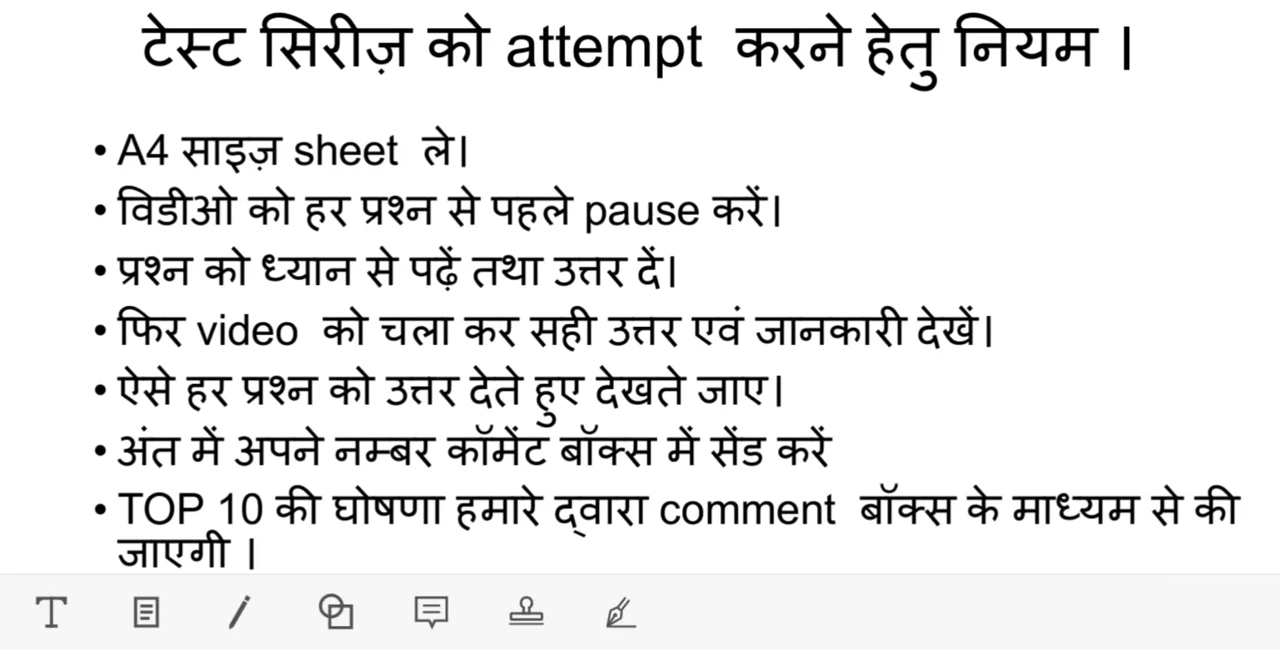 टेस्ट सिरीज़ को attempt करने हेतु नियम ।
• A4 साइज़ sheet ले।
• विडीओ को हर प्रश्न से पहले pause करें।
• प्रश्न को ध्यान से पढ़ें तथा उत्तर दें।
• फिर video को चला कर सही उत्तर एवं जानकारी देखें।
• ऐसे हर प्रश्न को उत्तर देते हुए देखते जाए।
• अंत में अपने नम्बर कॉमेंट बॉक्स में सेंड करें
• TOP 10 की घोषणा हमारे द्वारा comment बॉक्स के माध्यम से की
जाएगी ।
T